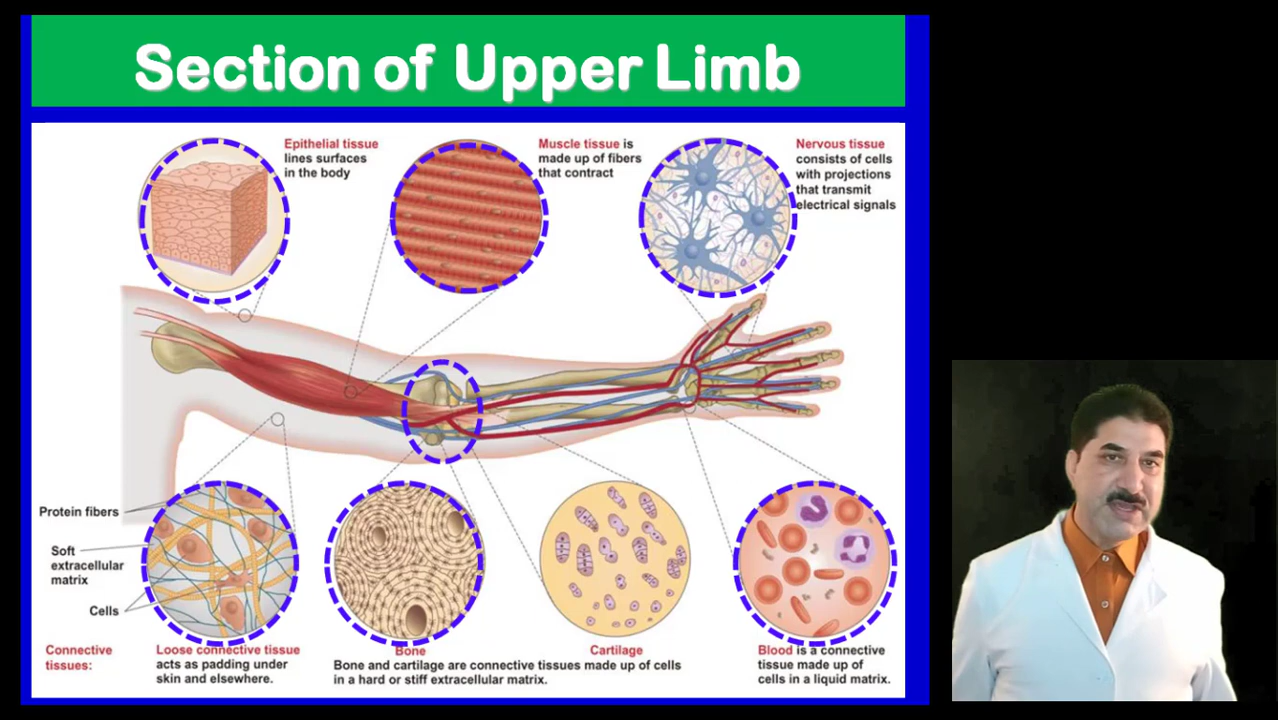 Section of Upper Limb
Epithelial tissue
lines surfaces
in the body
Muscle tissue is
made up of fibers
that contract
Nervous tissue
consists of cells
with projections
that transmit
electrical signals
Protein fibers
Soft
extracellular
matrix
Cells
Connective
tissues:
Loose connective tissue
acts as padding under
skin and elsewhere.
Bone
Cartilage
Bone and cartilage are connective tissues made up of cells
in a hard or stiff extracellular matrix.
Blood is a connective
tissue made up of
cells in a liquid matrix.